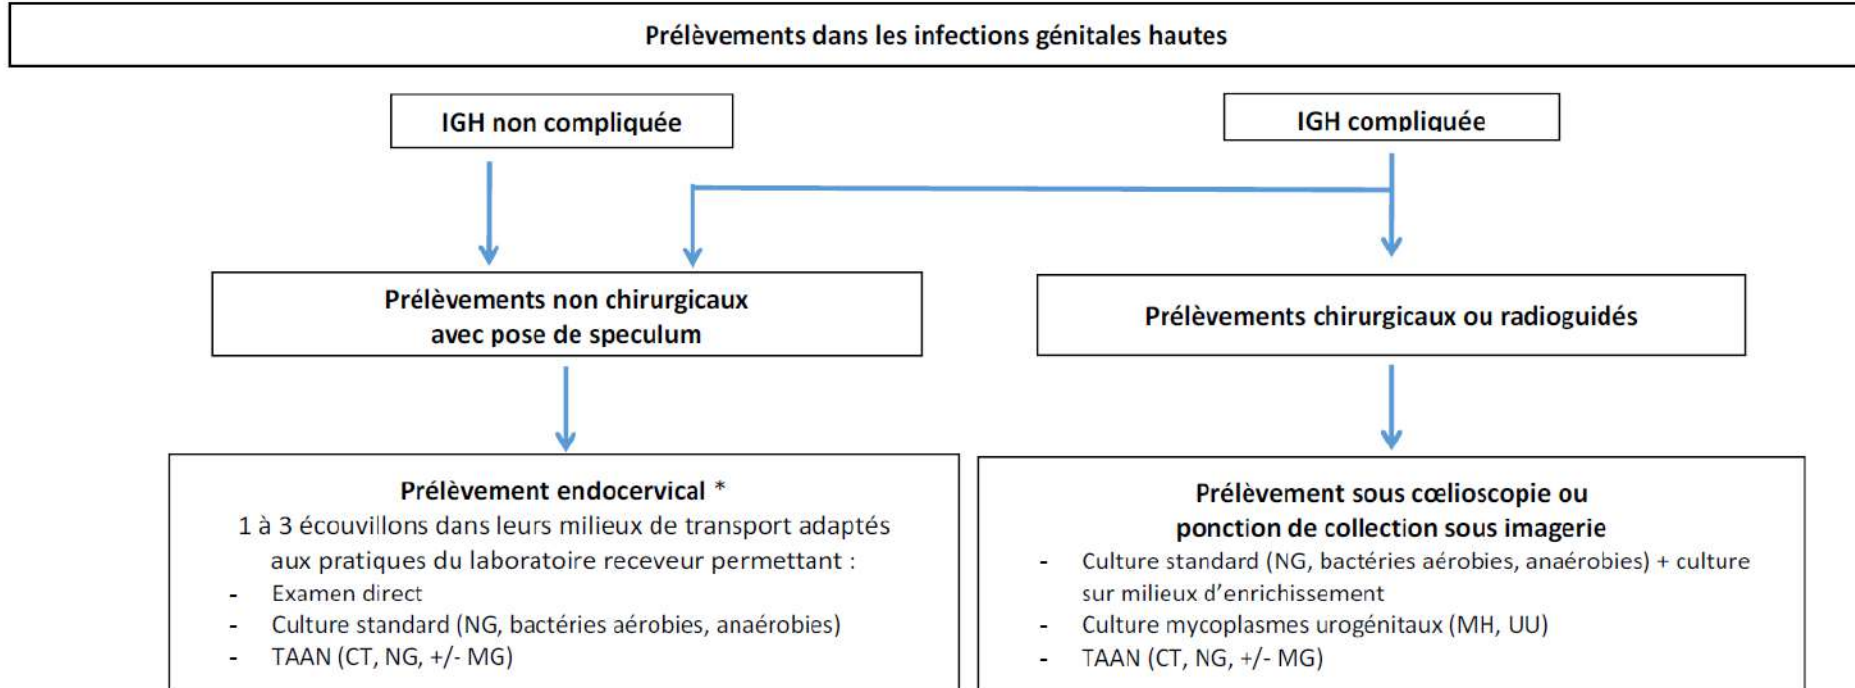 Prélèvements dans les infections génitales hautes
IGH non compliquée
IGH compliquée
Prélèvements non chirurgicaux
avec pose de speculum
Prélèvements chirurgicaux ou radioguidés
Prélèvement endocervical *
1 à 3 écouvillons dans leurs milieux de transport adaptés
aux pratiques du laboratoire receveur permettant :
- Examen direct
- Culture standard (NG, bactéries aérobies, anaérobies)
- TAAN (CT, NG, +/- MG)
Prélèvement sous cœlioscopie ou
ponction de collection sous imagerie
- Culture standard (NG, bactéries aérobies, anaérobies) + culture
sur milieux d'enrichissement
- Culture mycoplasmes urogénitaux (MH, UU)
- TAAN (CT, NG, +/- MG)